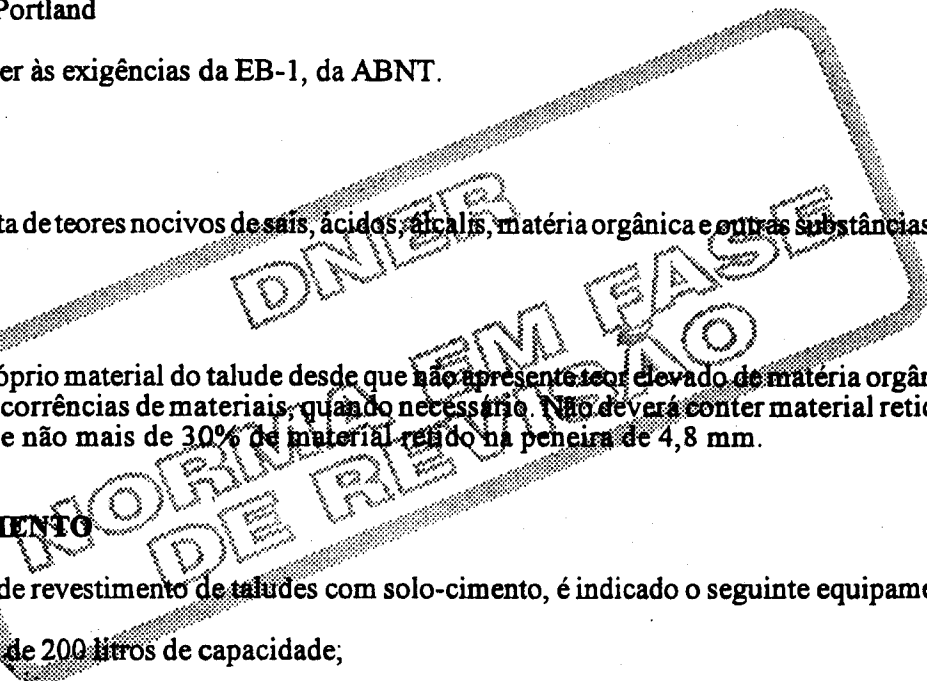 Portland
er às exigências da EB-1, da ABNT.
ta de teores nocivos de sais, ácidos, álcalis, matéria orgânica e outras substâncias
óprio material do talude desde que não apresente teor elevado de matéria orgân
corrências de materiais, quando necessário. Não deverá conter material retid
e não mais de 30% de material retido na peneira de 4,8 mm.
MENTO
de revestimento de taludes com solo-cimento, é indicado o seguinte equipame
de 200 litros de capacidade;
DNER
NORMA EM FASE
DE REVISÃO